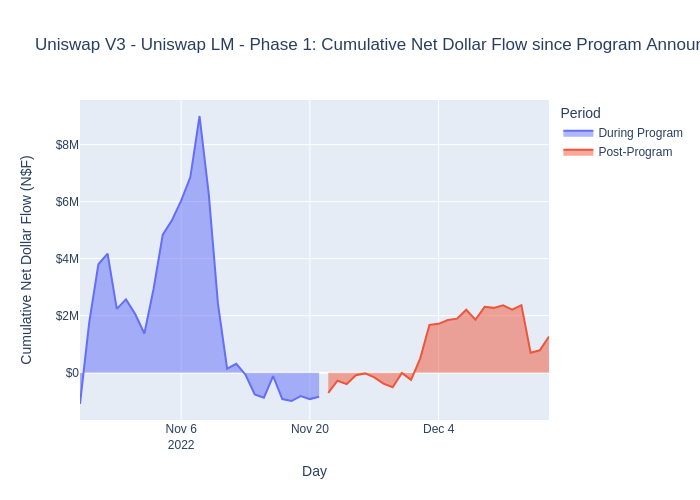 Uniswap V3 - Uniswap LM - Phase 1: Cumulative Net Dollar Flow since Program Announ
Period
During Program
Post-Program
Cumulative Net Dollar Flow (N$F)
$8M
$6M
$4M
$2M
$0
Nov 6
2022
Nov 20
Dec 4
Day